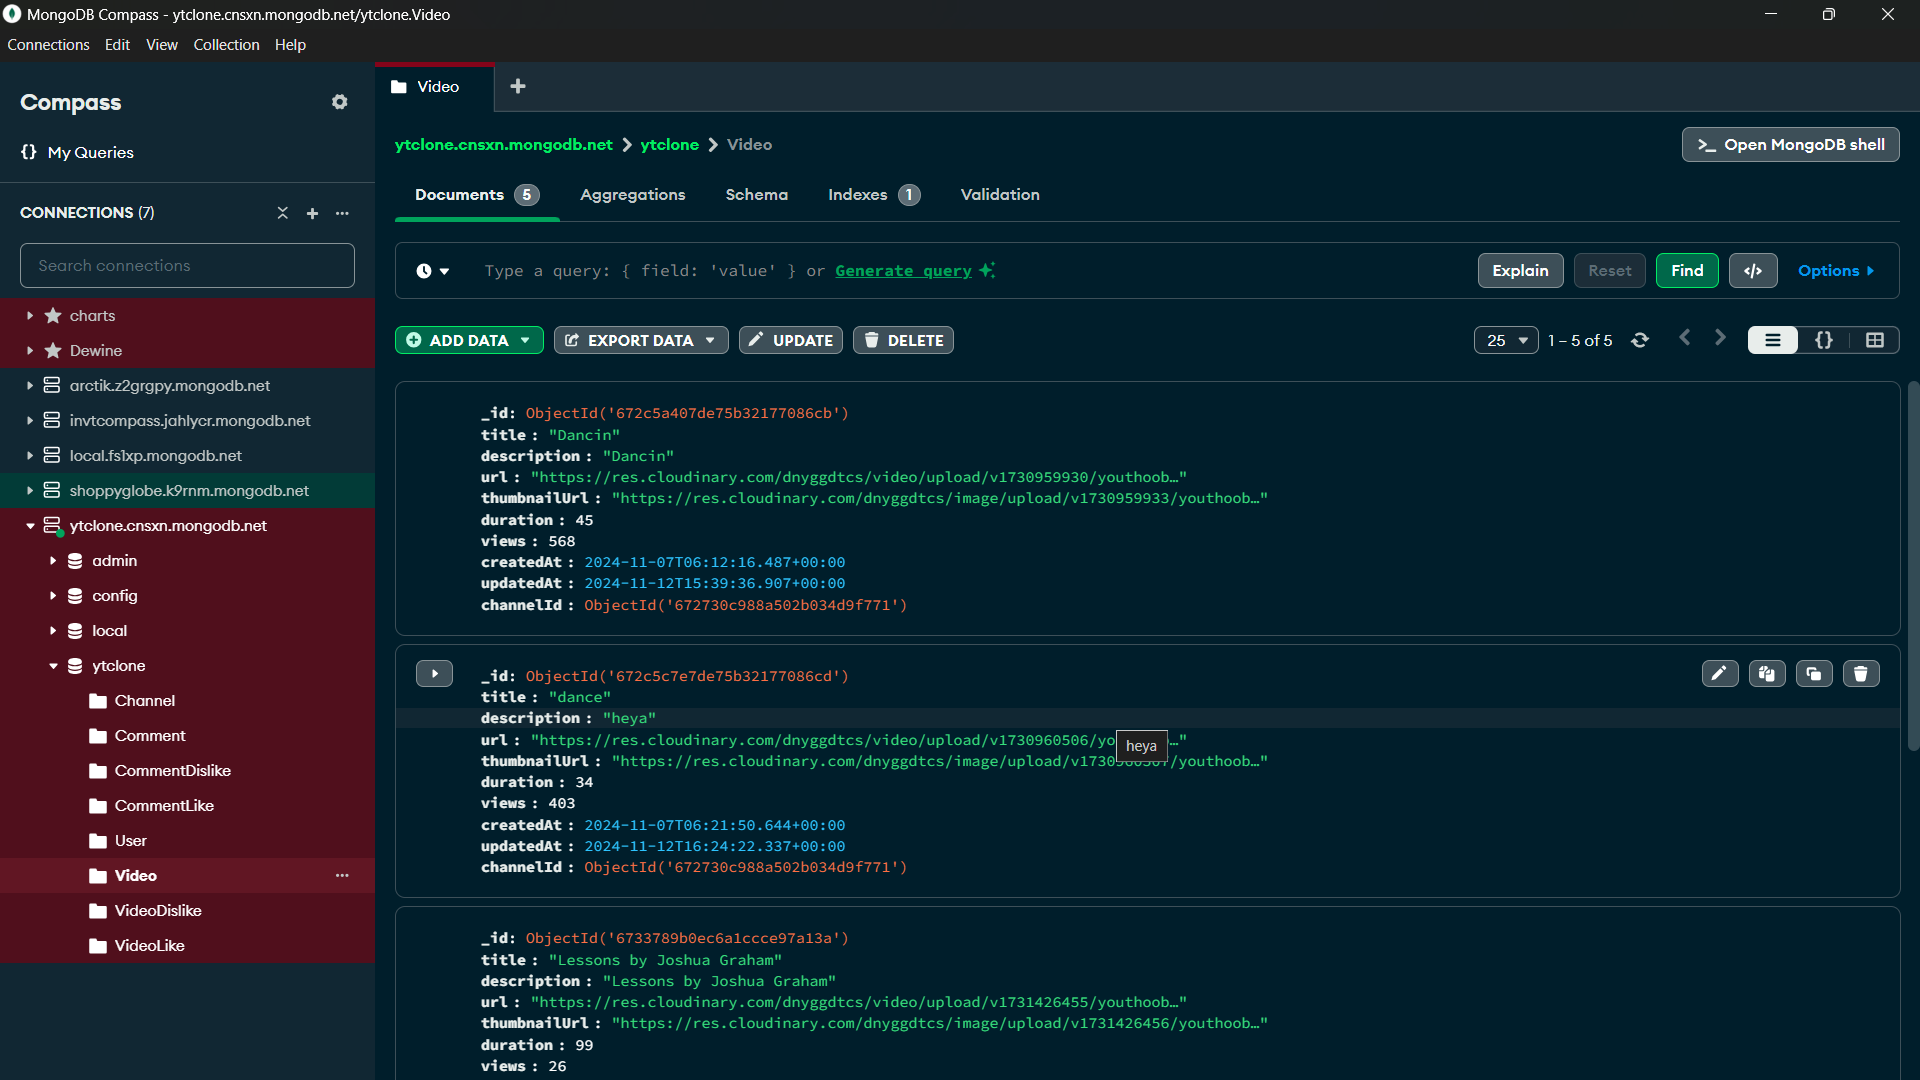 MongoDB Compass - ytclone.cnsxn.mongodb.net/ytclone.Video
Connections Edit View Collection Help
Compass
{} My Queries
CONNECTIONS (7)
Search connections
charts
Dewine
arctik.z2grgpy.mongodb.net
invtcompass.jahlycr.mongodb.net
local.fs1xp.mongodb.net
shoppyglobe.k9rnm.mongodb.net
ytclone.cnsxn.mongodb.net
admin
config
local
ytclone
Channel
Comment
CommentDislike
CommentLike
User
Video
VideoDislike
VideoLike
Video
ytclone.cnsxn.mongodb.net > ytclone > Video
>_ Open MongoDB shell
Documents 5 Aggregations Schema Indexes 1 Validation
Type a query: { field: 'value' } or Generate query
Explain Reset Find </> Options
ADD DATA EXPORT DATA UPDATE DELETE
25 1 – 5 of 5 {}
_id: ObjectId('672c5a407de75b32177086cb')
title : "Dancin"
description : "Dancin"
url : "https://res.cloudinary.com/dnyggdtcs/video/upload/v1730959930/youthoob…"
thumbnailUrl : "https://res.cloudinary.com/dnyggdtcs/image/upload/v1730959933/youthoob…"
duration : 45
views : 568
createdAt : 2024-11-07T06:12:16.487+00:00
updatedAt : 2024-11-12T15:39:36.907+00:00
channelId : ObjectId('672730c988a502b034d9f771')
_id: ObjectId('672c5c7e7de75b32177086cd')
title : "dance"
description : "heya"
url : "https://res.cloudinary.com/dnyggdtcs/video/upload/v1730960506/yo …"
heya
thumbnailUrl : "https://res.cloudinary.com/dnyggdtcs/image/upload/v1730 /youthoob…"
duration : 34
views : 403
createdAt : 2024-11-07T06:21:50.644+00:00
updatedAt : 2024-11-12T16:24:22.337+00:00
channelId : ObjectId('672730c988a502b034d9f771')
_id: ObjectId('6733789b0ec6a1ccce97a13a')
title : "Lessons by Joshua Graham"
description : "Lessons by Joshua Graham"
url : "https://res.cloudinary.com/dnyggdtcs/video/upload/v1731426455/youthoob…"
thumbnailUrl : "https://res.cloudinary.com/dnyggdtcs/image/upload/v1731426456/youthoob…"
duration : 99
views : 26